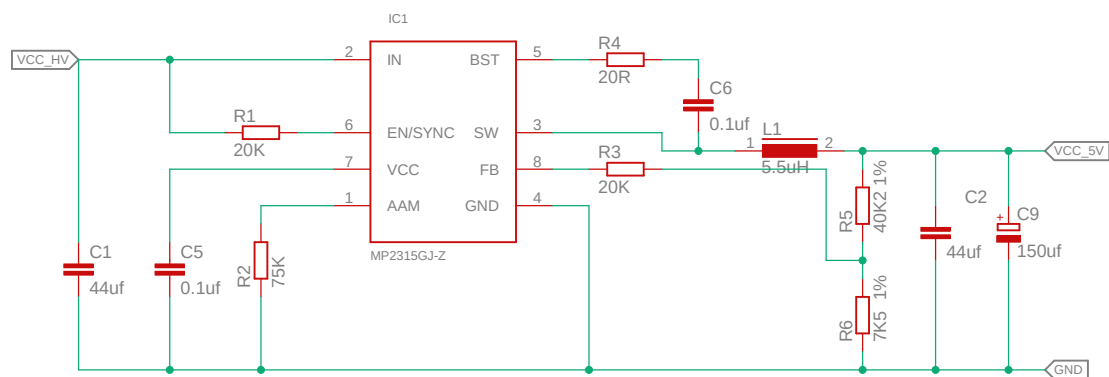 IC1
VCC_HV
2
IN
BST
5
R4
20R
C6
0.1uf
R1
20K
6
EN/SYNC
SW
3
L1
1
2
5.5uH
VCC_5V
7
VCC
FB
8
R3
20K
1
AAM
GND
4
R5
40K2 1%
C2
44uf
+
C9
150uf
MP2315GJ-Z
C1
44uf
C5
0.1uf
R2
75K
R6
7K5 1%
GND